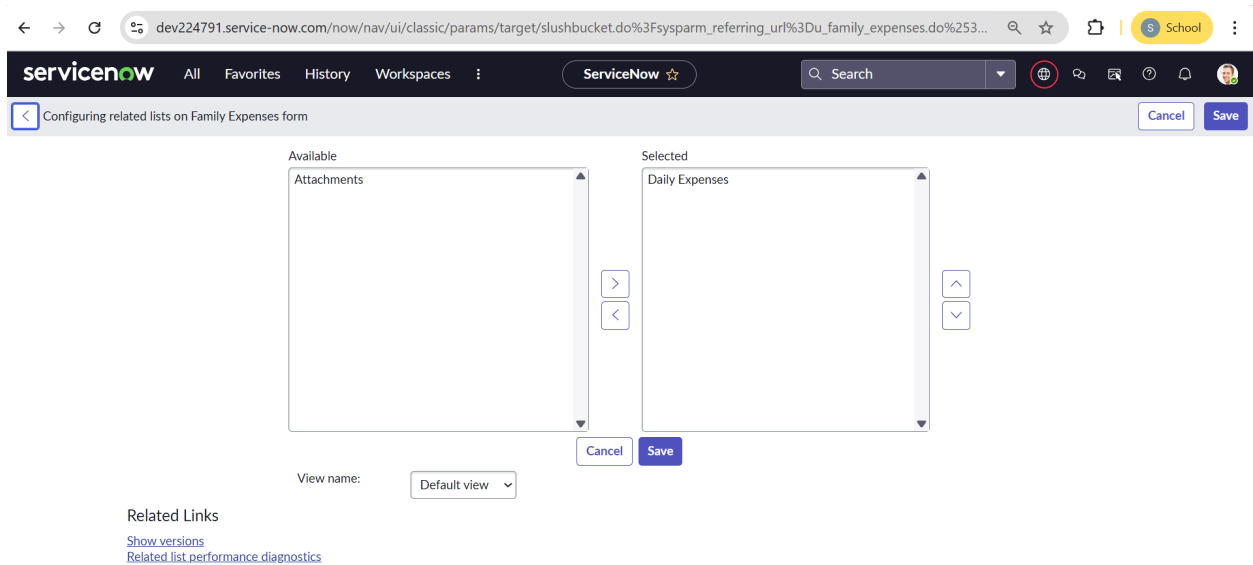 dev224791.service-now.com/now/nav/ui/classic/params/target/slushbucket.do%3Fsysparm_referring_url%3Du_family_expenses.do%253...
S School
servicenow All Favorites History Workspaces ServiceNow Search
Configuring related lists on Family Expenses form Cancel Save
Available Selected
Attachments Daily Expenses
Cancel Save
View name: Default view
Related Links
Show versions
Related list performance diagnostics